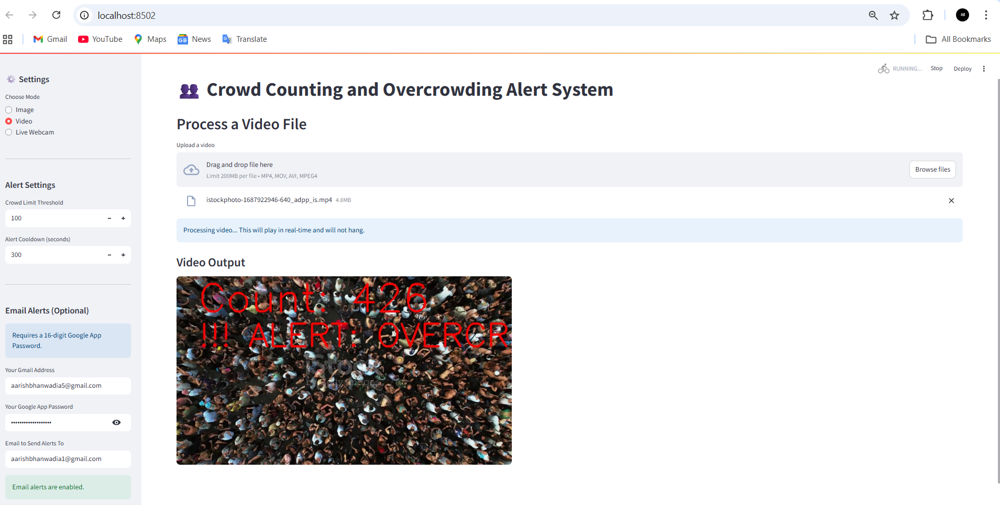 localhost:8502
Gmail
YouTube
Maps
News
Translate
All Bookmarks
Settings
Choose Mode
Image
Video
Live Webcam
Alert Settings
Crowd Limit Threshold
100
Alert Cooldown (seconds)
300
Email Alerts (Optional)
Requires a 16-digit Google App
Password.
Your Gmail Address
aarishbhanwadia5@gmail.com
Your Google App Password
Email to Send Alerts To
aarishbhanwadia1@gmail.com
Email alerts are enabled.
RUNNING...
Stop
Deploy
Crowd Counting and Overcrowding Alert System
Process a Video File
Upload a video
Drag and drop file here
Limit 200MB per file • MP4, MOV, AVI, MPEG4
Browse files
istockphoto-1687922946-640_adpp_is.mp4 4.8MB
Processing video... This will play in real-time and will not hang.
Video Output
Count: 426
!!! ALERT: OVERCR
iStock